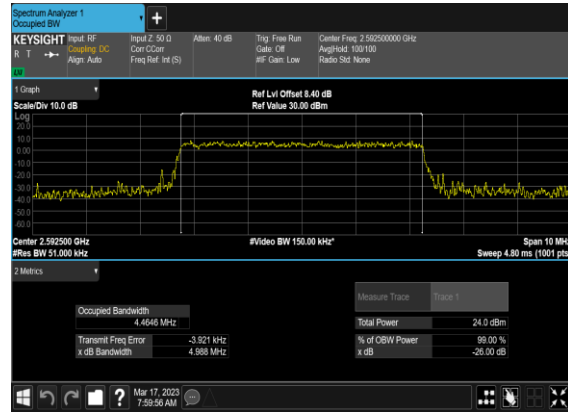 Spectrum Analyzer 1
Occupied BW
+
KEYSIGHT Input: RF Input Z: 50 Ω Atten: 40 dB Trig: Free Run Center Freq: 2.592500000 GHz
R T Coupling: DC Corr CCorr Gate: Off Avg|Hold: 100/100
Align: Auto Freq Ref: Int (S) #IF Gain: Low Radio Std: None
1 Graph
Ref Lvl Offset 8.40 dB
Scale/Div 10.0 dB Ref Value 30.00 dBm
Log
20.0
10.0
0.00
-10.0
-20.0
-30.0
-40.0
-50.0
-60.0
Center 2.592500 GHz #Video BW 150.00 kHz* Span 10 MHz
#Res BW 51.000 kHz Sweep 4.80 ms (1001 pts)
2 Metrics
Measure Trace Trace 1
Occupied Bandwidth
4.4646 MHz Total Power 24.0 dBm
Transmit Freq Error -3.921 kHz % of OBW Power 99.00 %
x dB Bandwidth 4.988 MHz x dB -26.00 dB
? Mar 17, 2023
7:59:56 AM